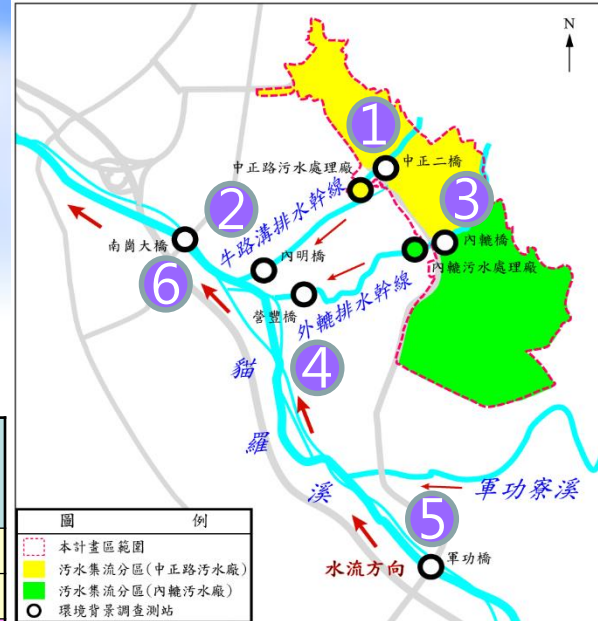 N
1
中正路污水處理廠
中正二橋
2
3
牛路溝排水幹線
南崗大橋
內明橋
內轆橋
內轆污水處理廠
6
營豐橋
外轆排水幹線
4
貓
羅
溪
軍功寮溪
5
水流方向
軍功橋
圖 例
本計畫區範圍
污水集流分區(中正路污水廠)
污水集流分區(內轆污水廠)
環境背景調查測站